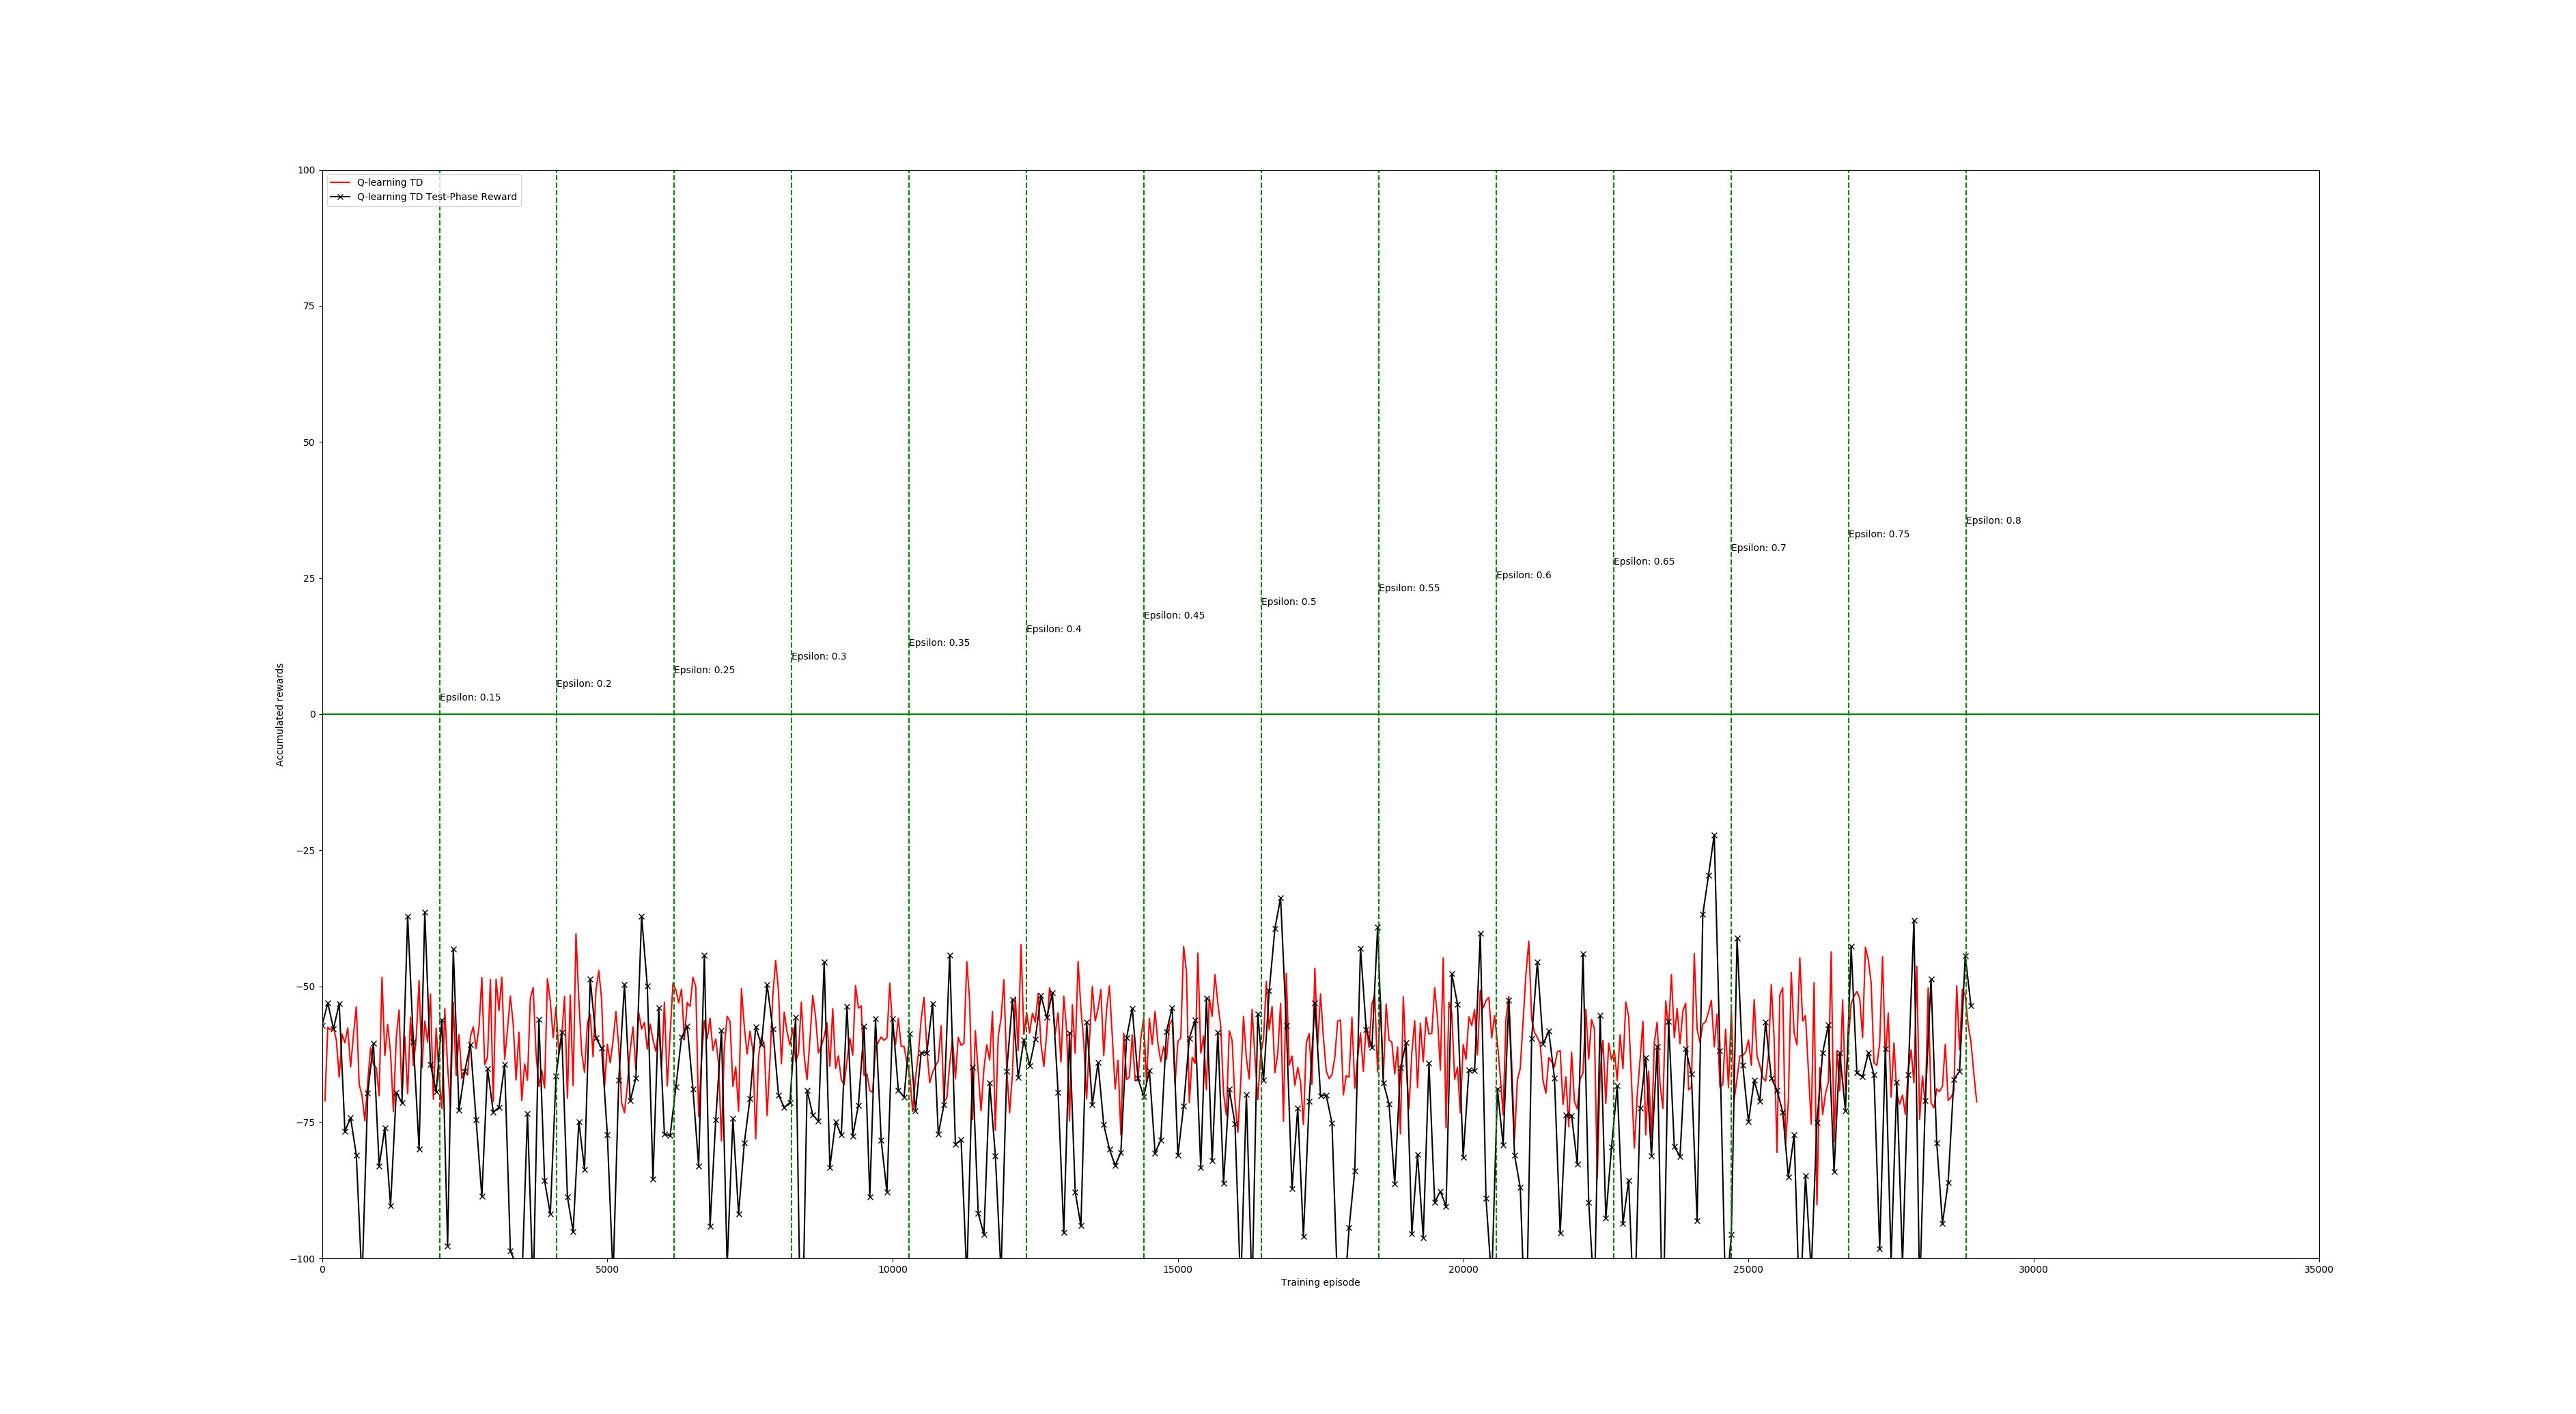 Q-learning TD
Q-learning TD Test-Phase Reward
100
75
50
25
0
−25
−50
−75
−100
Accumulated rewards
Epsilon: 0.15
Epsilon: 0.2
Epsilon: 0.25
Epsilon: 0.3
Epsilon: 0.35
Epsilon: 0.4
Epsilon: 0.45
Epsilon: 0.5
Epsilon: 0.55
Epsilon: 0.6
Epsilon: 0.65
Epsilon: 0.7
Epsilon: 0.75
Epsilon: 0.8
0
5000
10000
15000
20000
25000
30000
35000
Training episode